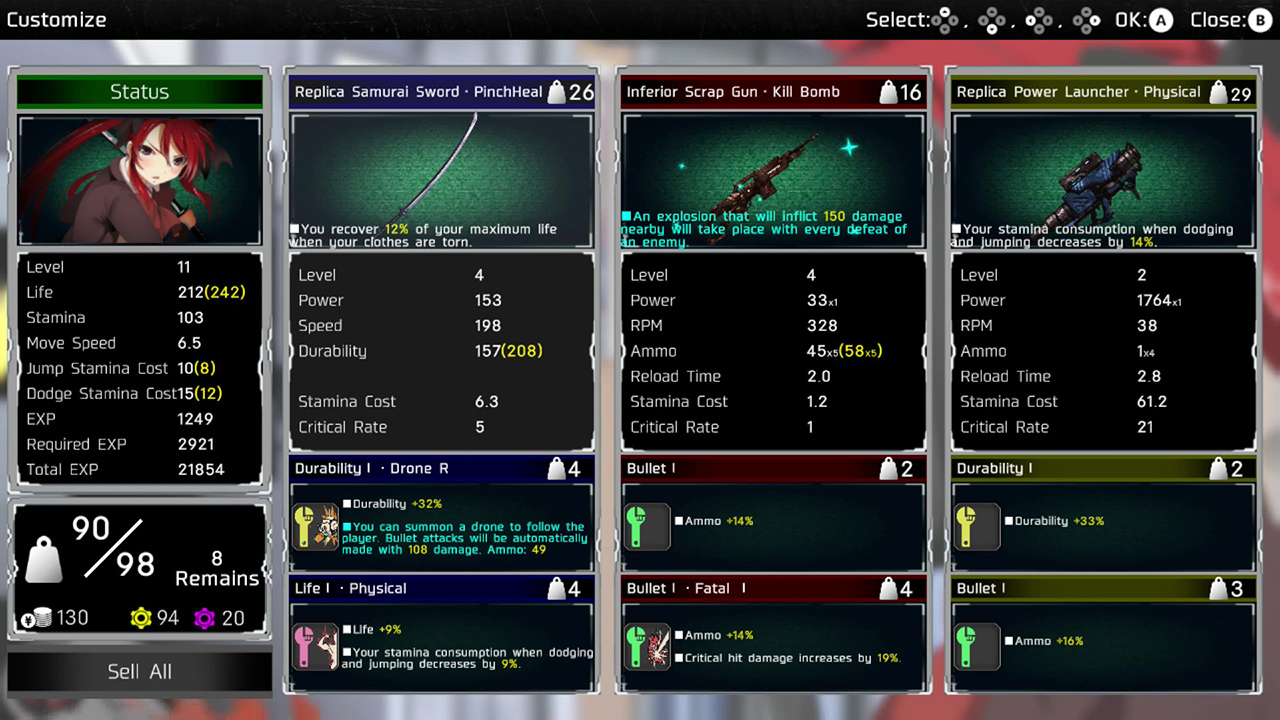 Customize
Select: , , , OK:A Close:B
Status
Level 11
Life 212(242)
Stamina 103
Move Speed 6.5
Jump Stamina Cost 10(8)
Dodge Stamina Cost15(12)
EXP 1249
Required EXP 2921
Total EXP 21854
90/98
8
Remains
¥ 130 94 20
Sell All
Replica Samurai Sword・PinchHeal 26
■You recover 12% of your maximum life
when your clothes are torn.
Level 4
Power 153
Speed 198
Durability 157(208)
Stamina Cost 6.3
Critical Rate 5
Durability Ⅰ ・Drone R 4
■Durability +32%
■You can summon a drone to follow the
player. Bullet attacks will be automatically
made with 108 damage. Ammo: 49
Life Ⅰ ・Physical 4
■Life +9%
■Your stamina consumption when dodging
and jumping decreases by 9%.
Inferior Scrap Gun・Kill Bomb 16
■An explosion that will inflict 150 damage
nearby will take place with every defeat of
an enemy.
Level 4
Power 33x1
RPM 328
Ammo 45x5(58x5)
Reload Time 2.0
Stamina Cost 1.2
Critical Rate 1
Bullet Ⅰ 2
■Ammo +14%
Bullet Ⅰ ・Fatal Ⅰ 4
■Ammo +14%
■Critical hit damage increases by 19%.
Replica Power Launcher・Physical 29
■Your stamina consumption when dodging
and jumping decreases by 14%.
Level 2
Power 1764x1
RPM 38
Ammo 1x4
Reload Time 2.8
Stamina Cost 61.2
Critical Rate 21
Durability Ⅰ 2
■Durability +33%
Bullet Ⅰ 3
■Ammo +16%